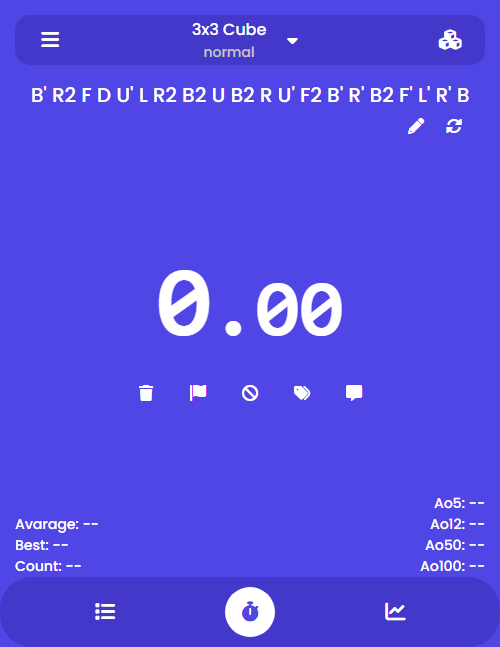 3x3 Cube
normal
B' R2 F D U' L R2 B2 U B2 R U' F2 B' R' B2 F' L' R' B
0.00
Avarage: --
Best: --
Count: --
Ao5: --
Ao12: --
Ao50: --
Ao100: --